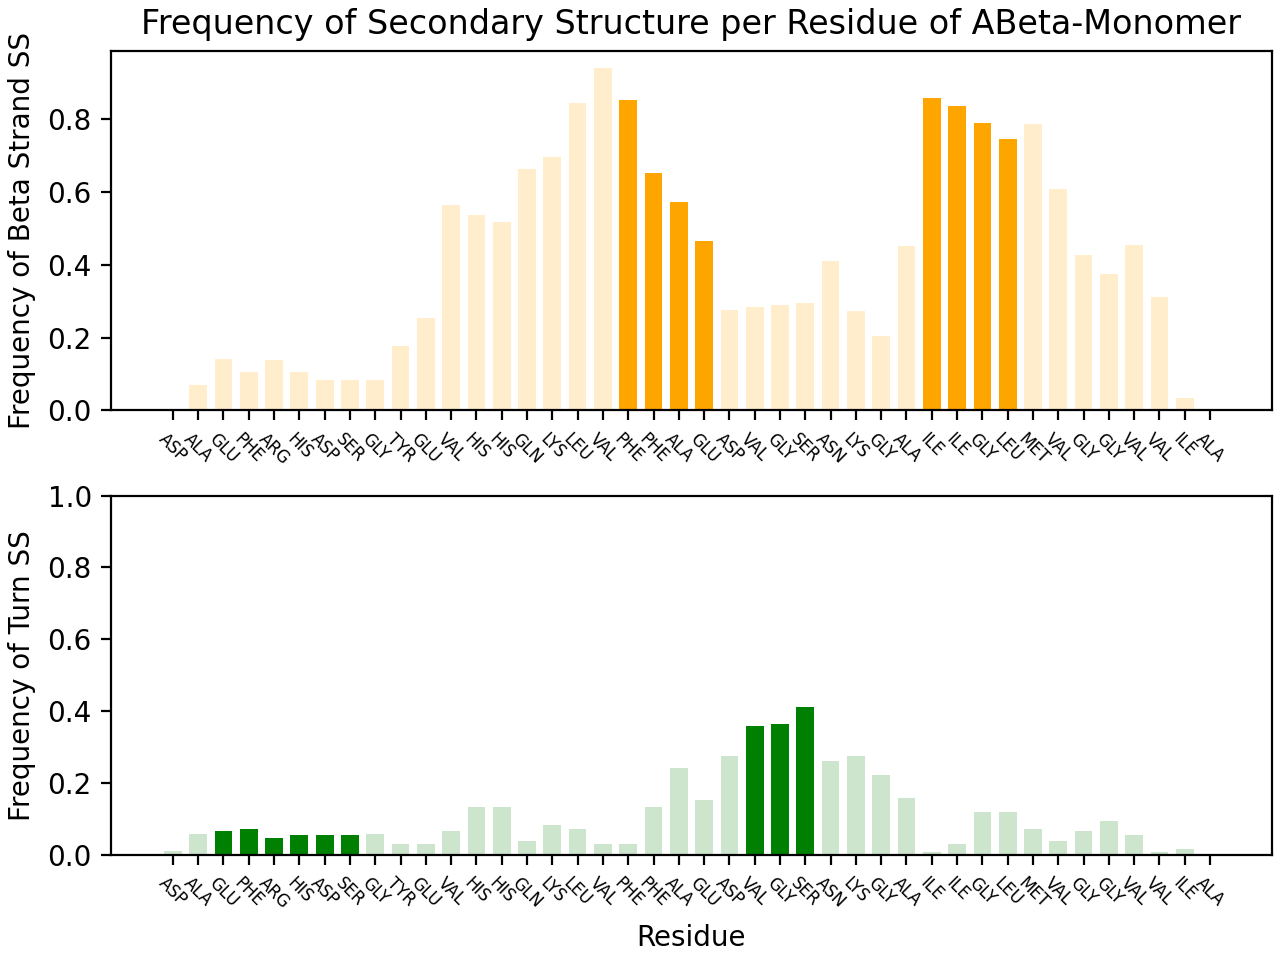 Frequency of Secondary Structure per Residue of ABeta-Monomer
Frequency of Beta Strand SS
0.8
0.6
0.4
0.2
0.0
ASP ALA GLU PHE ARG HIS ASP SER GLY TYR GLU VAL HIS HIS GLN LYS LEU VAL PHE PHE ALA GLU ASP VAL GLY SER ASN LYS GLY ALA ILE ILE GLY LEU MET VAL GLY GLY VAL VAL ILE ALA
Frequency of Turn SS
1.0
0.8
0.6
0.4
0.2
0.0
ASP ALA GLU PHE ARG HIS ASP SER GLY TYR GLU VAL HIS HIS GLN LYS LEU VAL PHE PHE ALA GLU ASP VAL GLY SER ASN LYS GLY ALA ILE ILE GLY LEU MET VAL GLY GLY VAL VAL ILE ALA
Residue